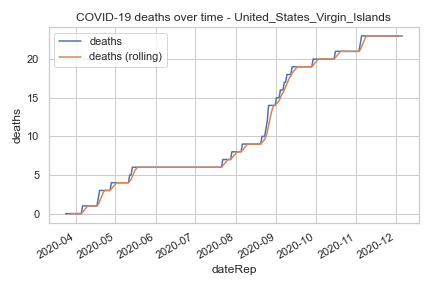 COVID-19 deaths over time - United_States_Virgin_Islands
deaths
deaths (rolling)
deaths
20
15
10
5
0
2020-04
2020-05
2020-06
2020-07
2020-08
2020-09
2020-10
2020-11
2020-12
dateRep